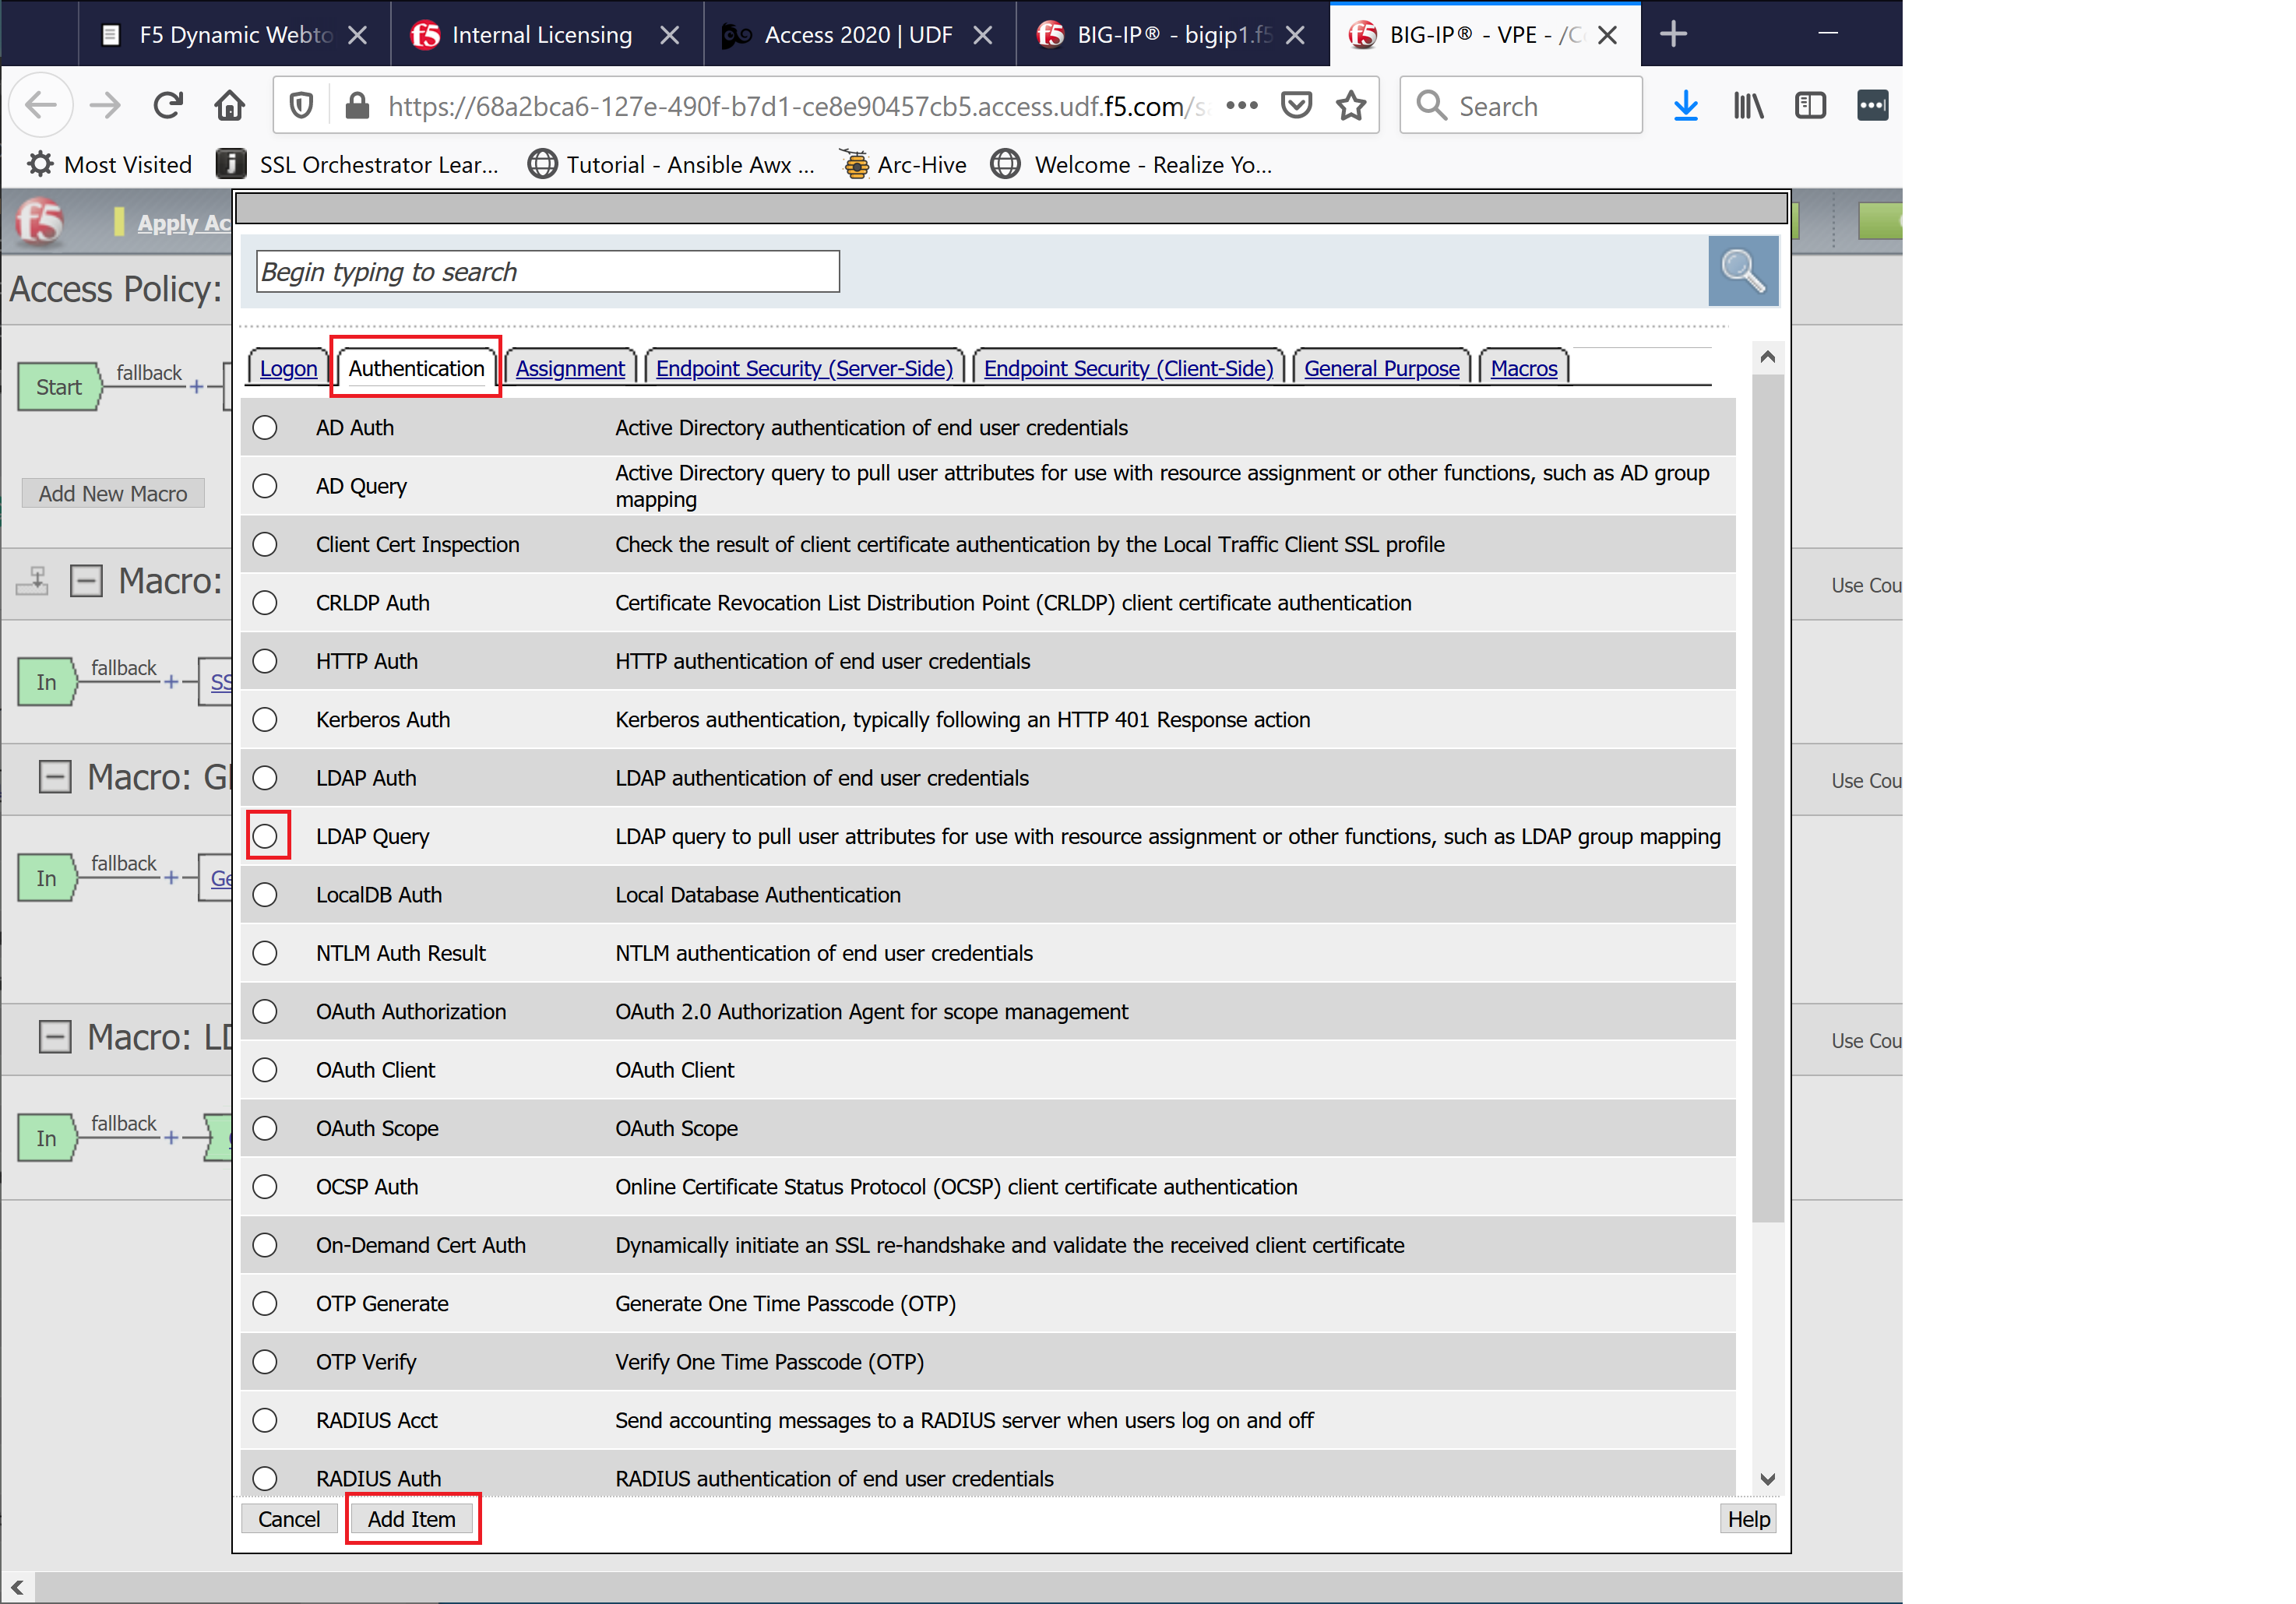 F5 Dynamic Webto
f5 Internal Licensing
Access 2020 | UDF
f5 BIG-IP® - bigip1.f5
f5 BIG-IP® - VPE - /Co
https://68a2bca6-127e-490f-b7d1-ce8e90457cb5.access.udf.f5.com/sa
Search
Most Visited
j SSL Orchestrator Lear...
Tutorial - Ansible Awx ...
Arc-Hive
Welcome - Realize Yo...
f5
Apply Ac
Begin typing to search
Access Policy:
Logon
Authentication
Assignment
Endpoint Security (Server-Side)
Endpoint Security (Client-Side)
General Purpose
Macros
Start
fallback
+
Add New Macro
Macro:
Use Cou
In
fallback
+
SS
Macro: G
Use Cou
In
fallback
+
Ge
Macro: LD
Use Cou
In
fallback
+
AD Auth Active Directory authentication of end user credentials
AD Query Active Directory query to pull user attributes for use with resource assignment or other functions, such as AD group
mapping
Client Cert Inspection Check the result of client certificate authentication by the Local Traffic Client SSL profile
CRLDP Auth Certificate Revocation List Distribution Point (CRLDP) client certificate authentication
HTTP Auth HTTP authentication of end user credentials
Kerberos Auth Kerberos authentication, typically following an HTTP 401 Response action
LDAP Auth LDAP authentication of end user credentials
LDAP Query LDAP query to pull user attributes for use with resource assignment or other functions, such as LDAP group mapping
LocalDB Auth Local Database Authentication
NTLM Auth Result NTLM authentication of end user credentials
OAuth Authorization OAuth 2.0 Authorization Agent for scope management
OAuth Client OAuth Client
OAuth Scope OAuth Scope
OCSP Auth Online Certificate Status Protocol (OCSP) client certificate authentication
On-Demand Cert Auth Dynamically initiate an SSL re-handshake and validate the received client certificate
OTP Generate Generate One Time Passcode (OTP)
OTP Verify Verify One Time Passcode (OTP)
RADIUS Acct Send accounting messages to a RADIUS server when users log on and off
RADIUS Auth RADIUS authentication of end user credentials
Cancel
Add Item
Help